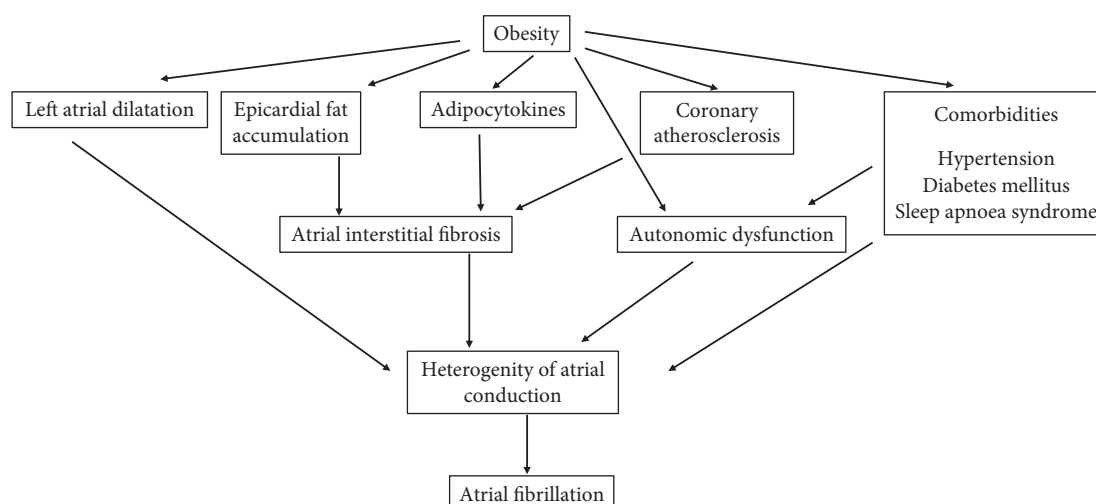 Obesity
Left atrial dilatation
Epicardial fat
accumulation
Adipocytokines
Coronary
atherosclerosis
Comorbidities
Hypertension
Diabetes mellitus
Sleep apnoea syndrome
Atrial interstitial fibrosis
Autonomic dysfunction
Heterogenity of atrial
conduction
Atrial fibrillation